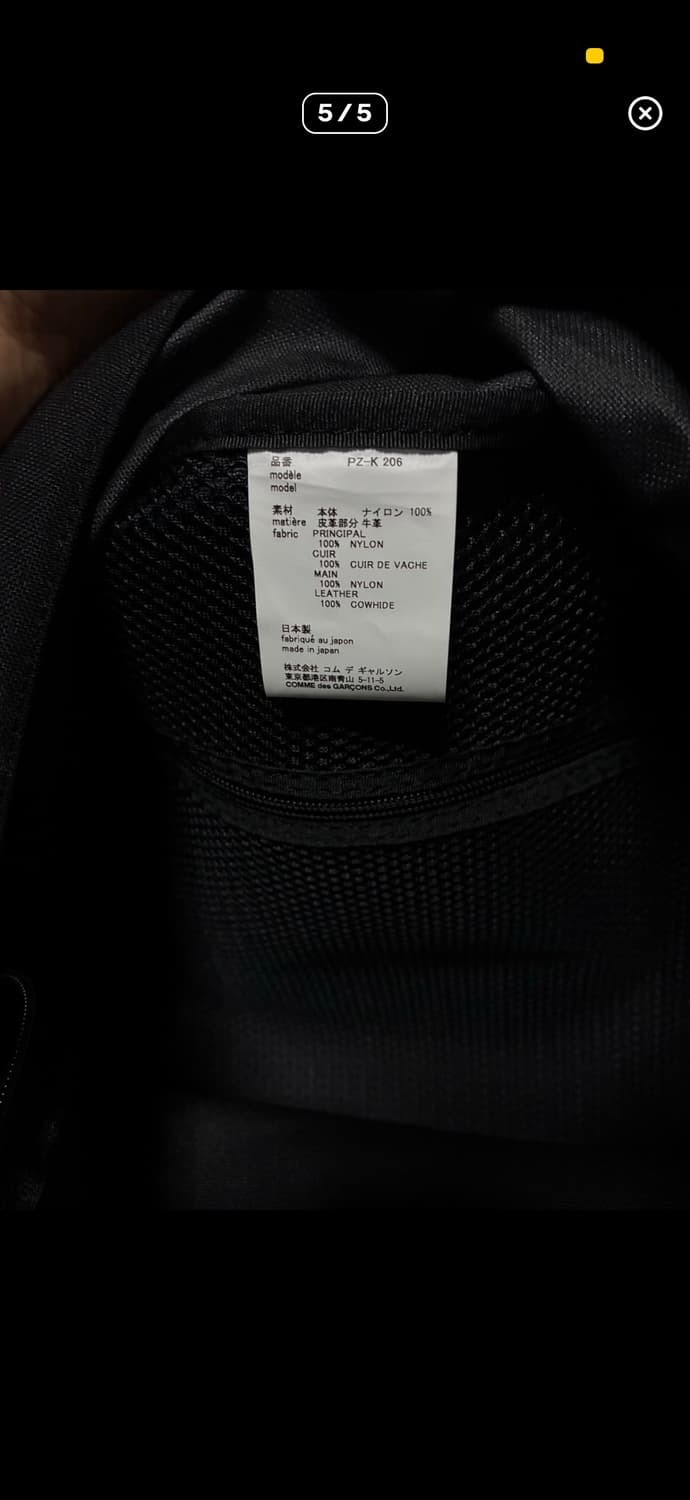 5/5
品番 PZ-K 206
modèle
model
素材 本体 ナイロン 100%
matière 皮革部分 牛革
fabric PRINCIPAL
100% NYLON
CUIR
100% CUIR DE VACHE
MAIN
100% NYLON
LEATHER
100% COWHIDE
日本製
fabriqué au japon
made in japan
株式会社 コム デ ギャルソン
東京都港区南青山 5-11-5
COMME des GARÇONS Co.,Ltd.